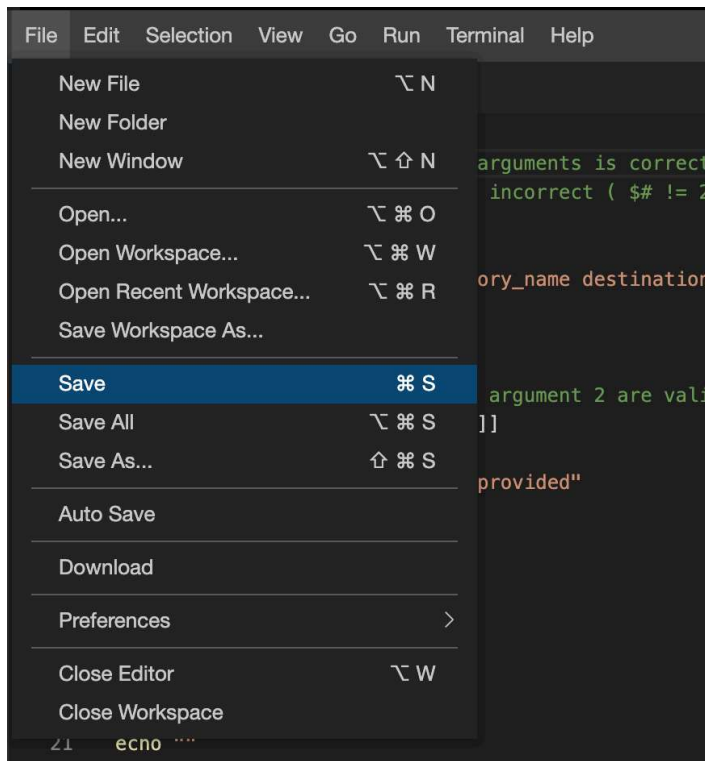 File Edit Selection View Go Run Terminal Help
New File ⌥ N
New Folder
New Window ⌥ ⇧ N
arguments is correct
incorrect ( $# != 2
Open... ⌥ ⌘ O
Open Workspace... ⌥ ⌘ W
Open Recent Workspace... ⌥ ⌘ R
ory_name destination
Save Workspace As...
Save ⌘ S
argument 2 are vali
Save All ⌥ ⌘ S
]]
Save As... ⇧ ⌘ S
provided"
Auto Save
Download
Preferences
Close Editor ⌥ W
Close Workspace
21 echo ""